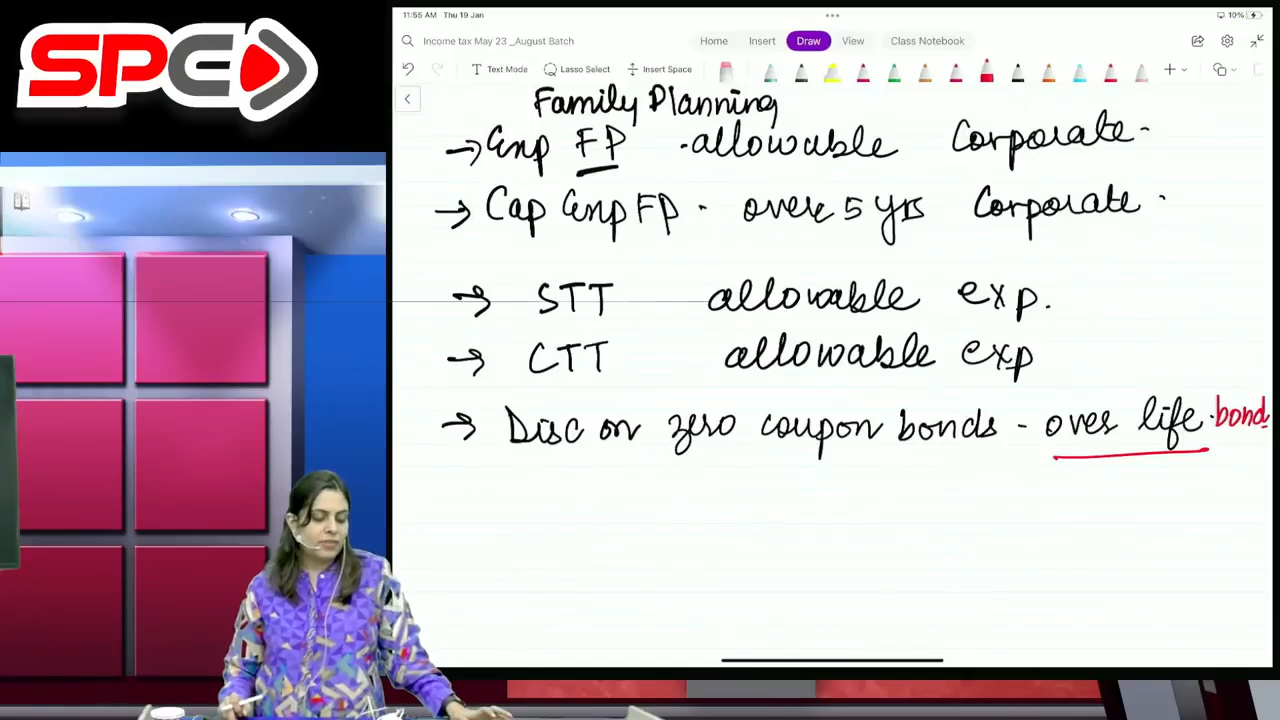 SPC
11:55 AM Thu 19 Jan
10%
Income tax May 23 _August Batch
Home Insert Draw View Class Notebook
Text Mode Lasso Select Insert Space
Family Planning
→ Emp FP - allowable Corporate -
→ Cap Emp FP - over 5 yrs Corporate -
→ STT allowable exp.
→ CTT allowable exp
→ Disc on zero coupon bonds - over life . bond